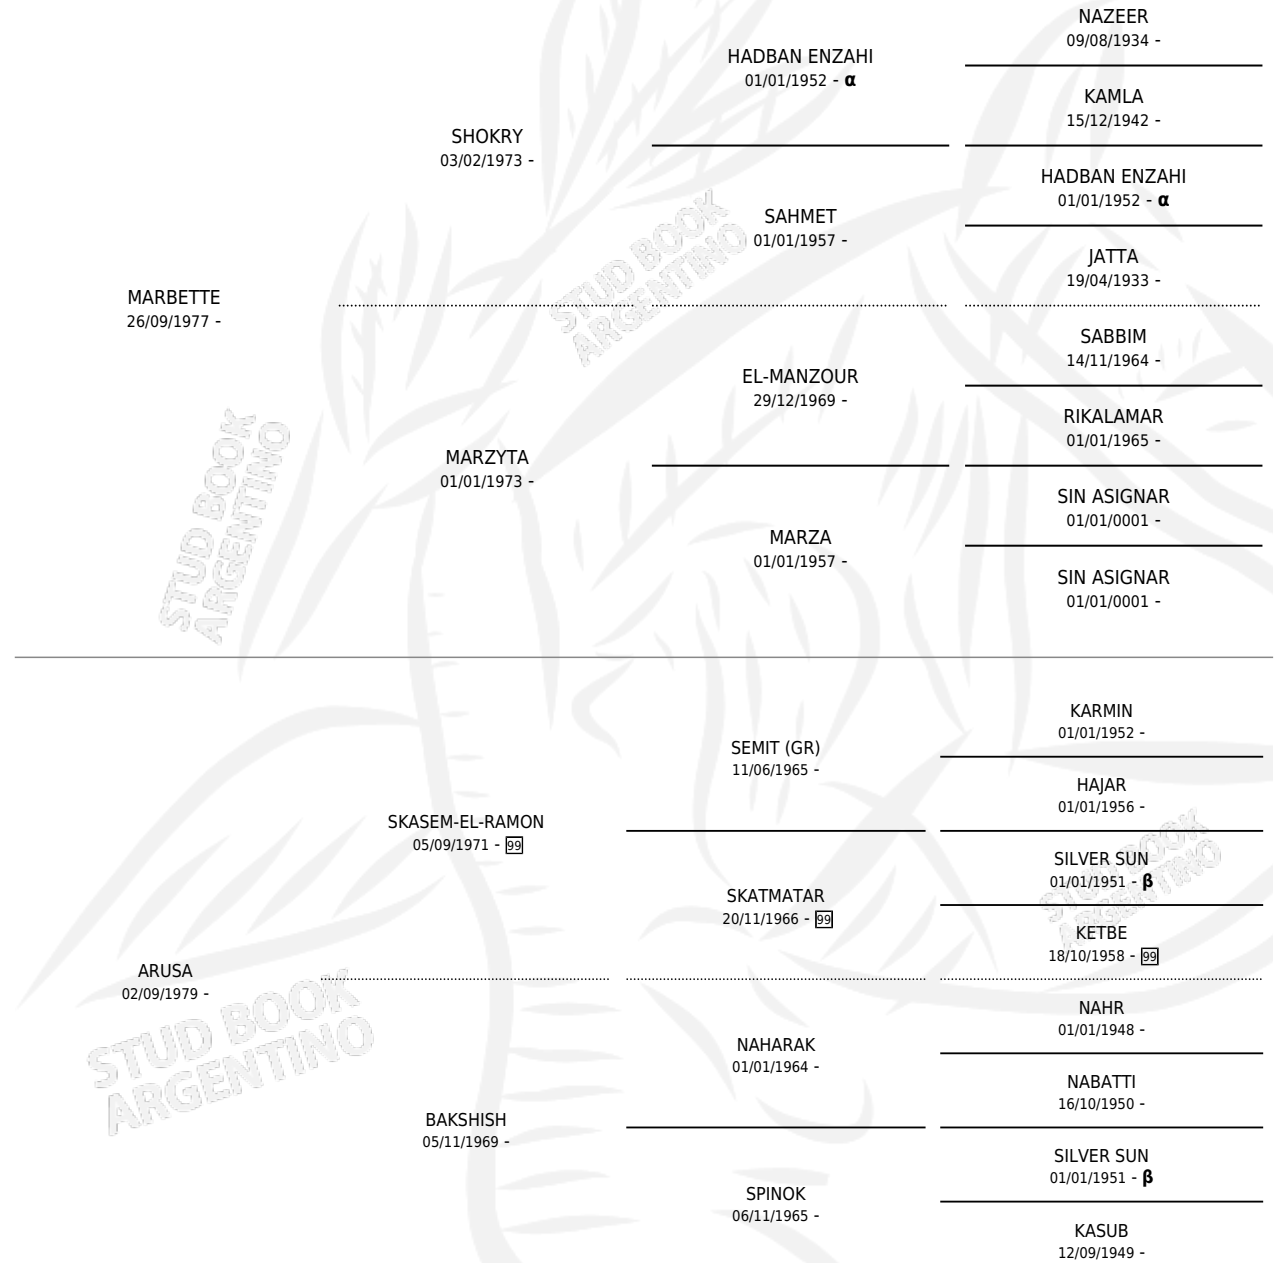 NAZEER
09/08/1934 -
HADBAN ENZAHI
01/01/1952 - α
KAMLA
15/12/1942 -
SHOKRY
03/02/1973 -
HADBAN ENZAHI
01/01/1952 - α
SAHMET
01/01/1957 -
JATTA
19/04/1933 -
MARBETTE
26/09/1977 -
SABBIM
14/11/1964 -
EL-MANZOUR
29/12/1969 -
RIKALAMAR
01/01/1965 -
MARZYTA
01/01/1973 -
SIN ASIGNAR
01/01/0001 -
MARZA
01/01/1957 -
SIN ASIGNAR
01/01/0001 -
KARMIN
01/01/1952 -
SEMIT (GR)
11/06/1965 -
HAJAR
01/01/1956 -
SKASEM-EL-RAMON
05/09/1971 - 99
SILVER SUN
01/01/1951 - β
SKATMATAR
20/11/1966 - 99
KETBE
18/10/1958 - 99
ARUSA
02/09/1979 -
NAHR
01/01/1948 -
NAHARAK
01/01/1964 -
NABATTI
16/10/1950 -
BAKSHISH
05/11/1969 -
SILVER SUN
01/01/1951 - β
SPINOK
06/11/1965 -
KASUB
12/09/1949 -
STUD BOOK
ARGENTINO
STUD BOOK
ARGENTINO
STUD BOOK
ARGENTINO
STUD BOOK
ARGENTINO